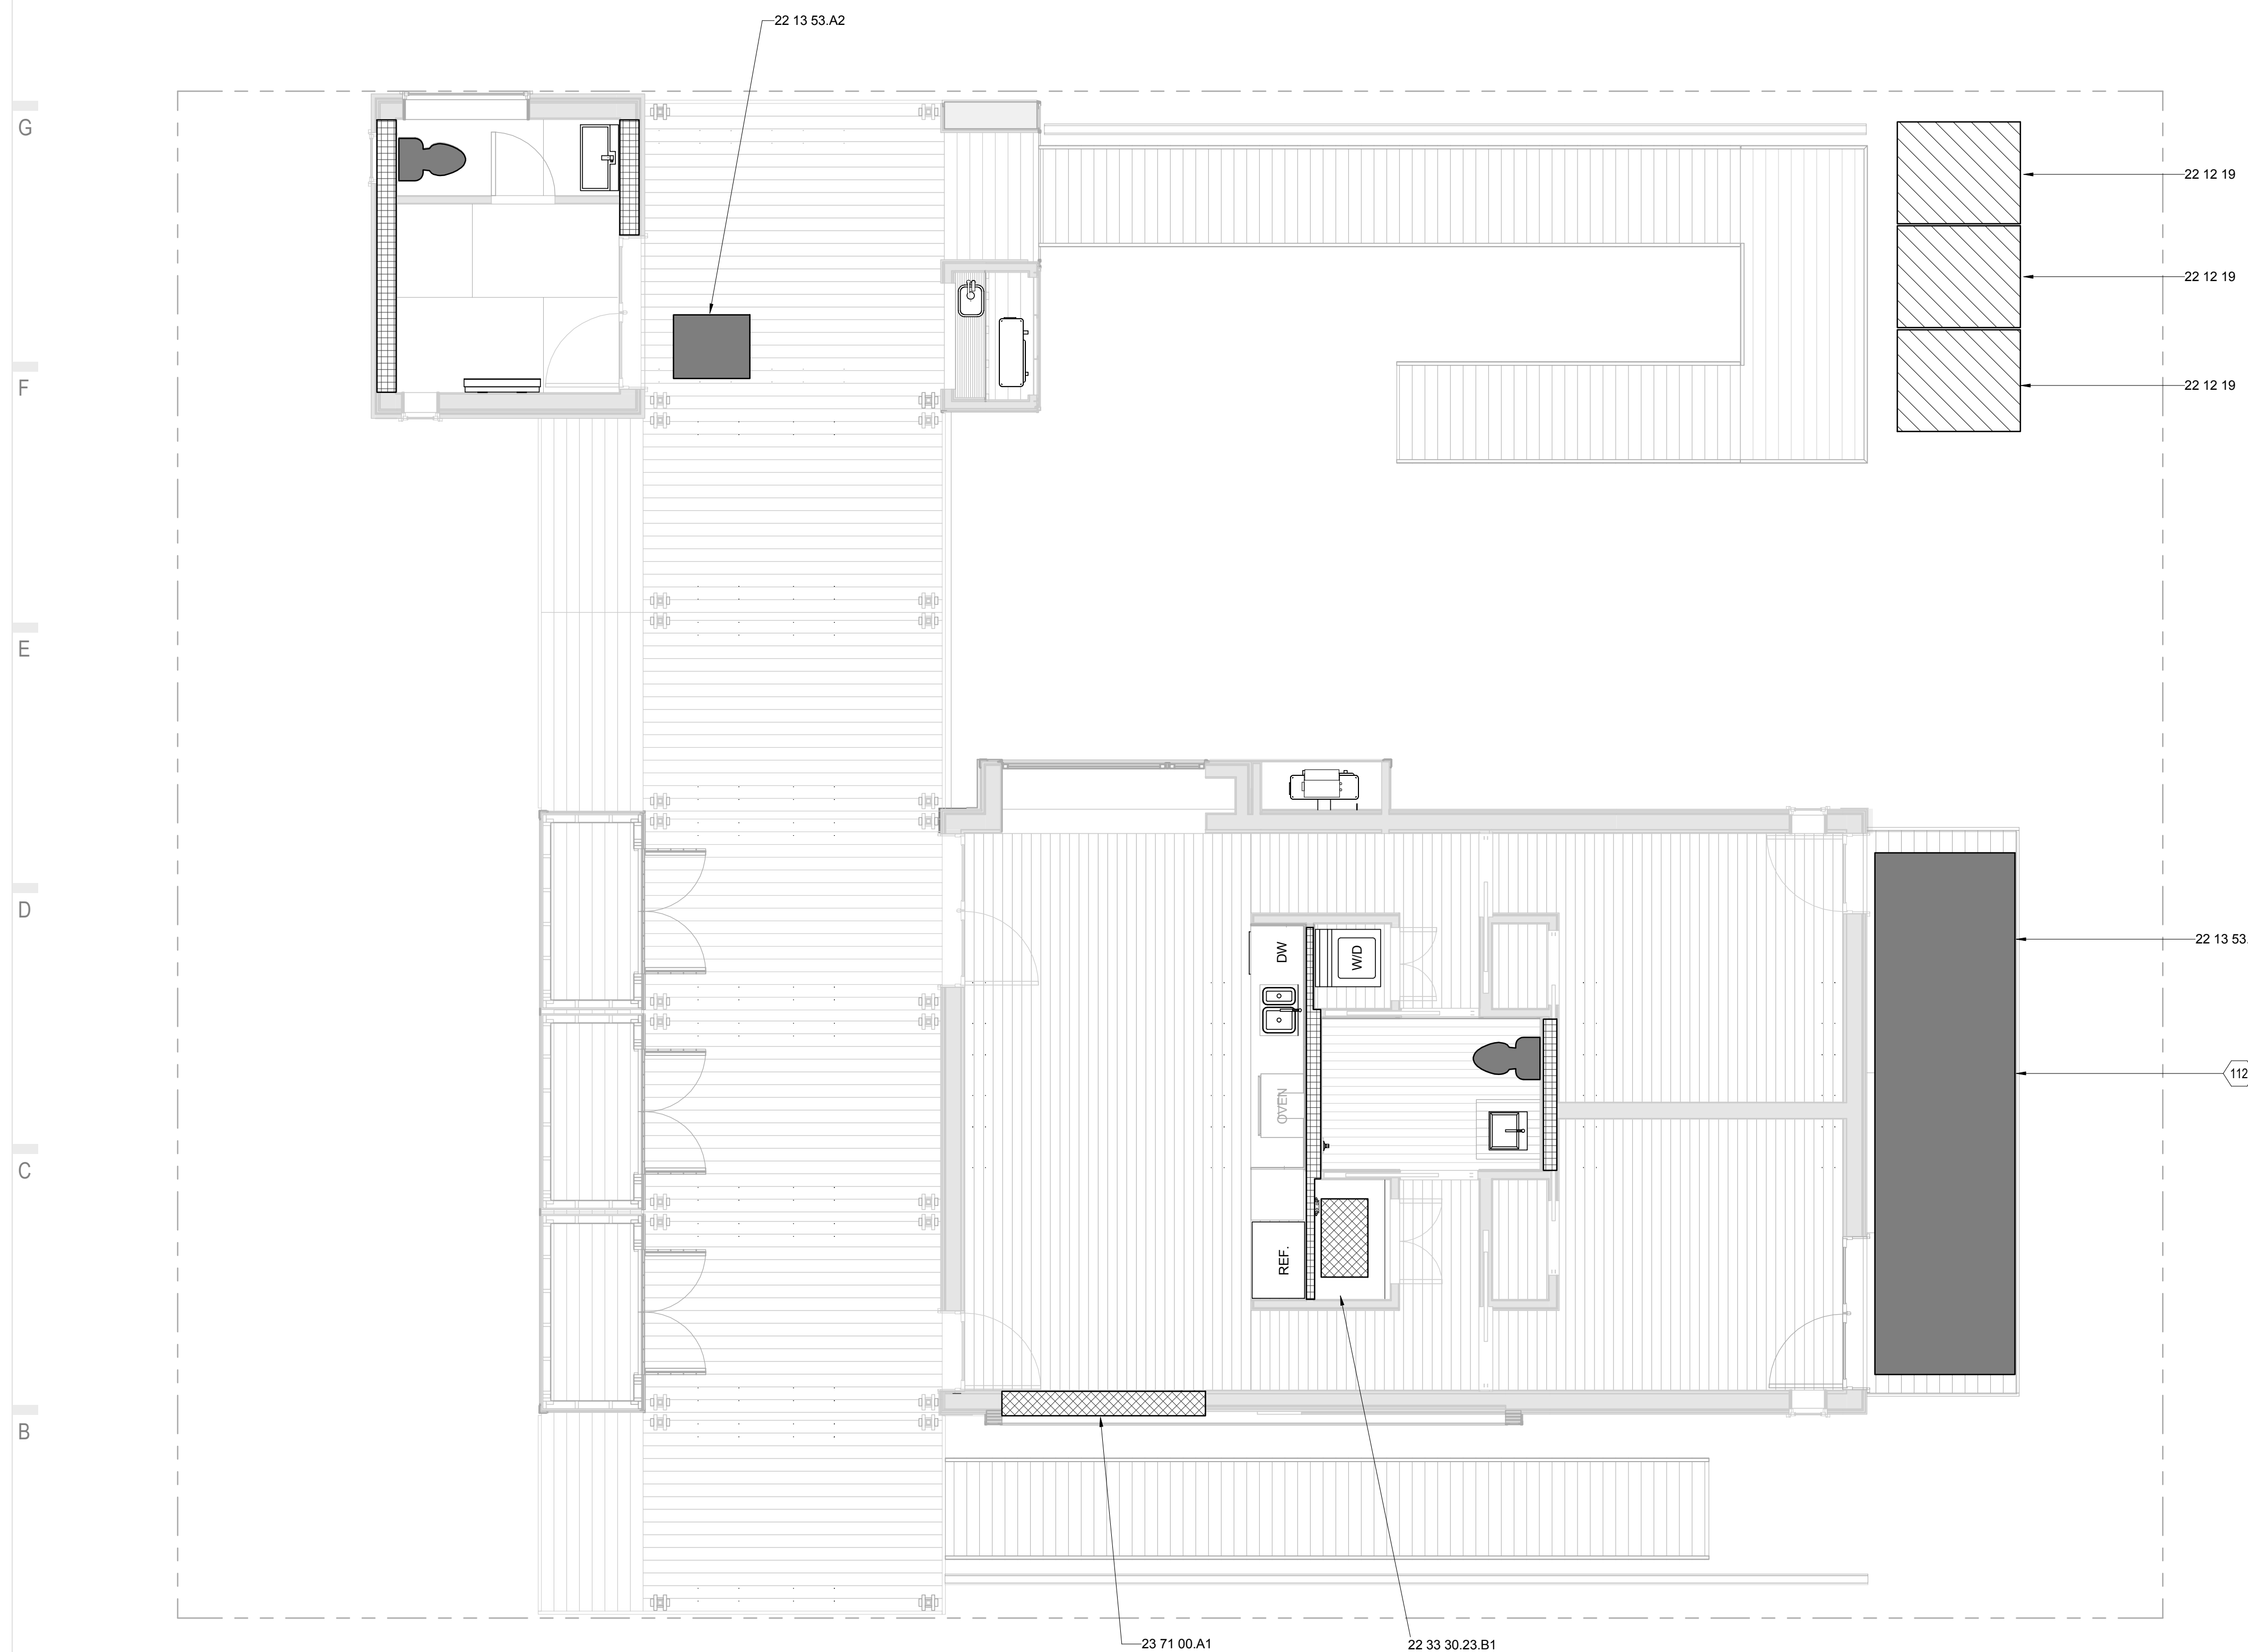 22 13 53.A2
G
22 12 19
22 12 19
F
22 12 19
E
D
22 13 53.
DW
W/D
112
OVEN
C
REF.
B
23 71 00.A1
22 33 30.23.B1